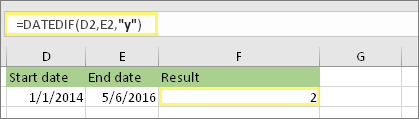 =DATEDIF(D2,E2,"y")
D E F G
Start date End date Result
1/1/2014 5/6/2016 2